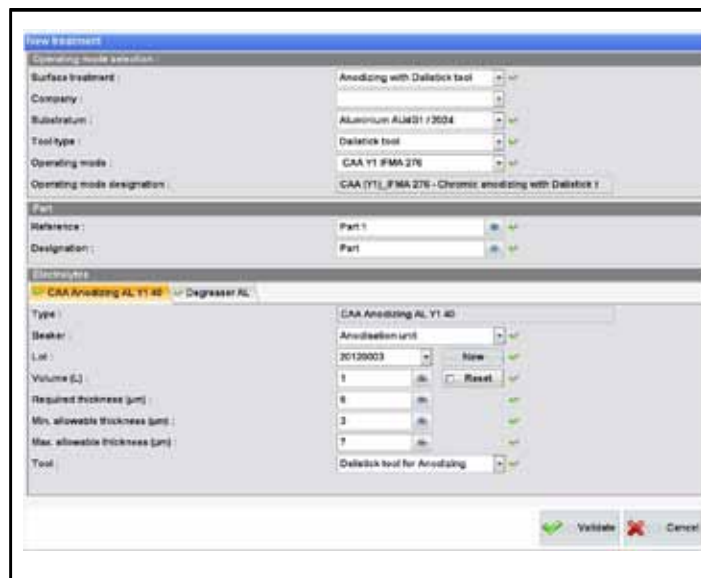 New treatment
Operating mode selection :
Surface treatment : Anodizing with Dalistick tool
Company :
Substratum : Aluminium AU4G1 / 2024
Tool type : Dalistick tool
Operating mode : CAA Y1 IFMA 276
Operating mode designation : CAA (Y1)_IFMA 276 - Chromic anodizing with Dalistick t
Part
Reference : Part 1
Designation : Part
Electrolytes
CAA Anodizing AL Y1 40 Degreaser AL
Type : CAA Anodizing AL Y1 40
Beaker : Anodisation unit
Lot : 20120003 New
Volume (L) : 1 Reset
Required thickness (µm) : 6
Min. allowable thickness (µm) : 3
Max. allowable thickness (µm) : 7
Tool : Dalistick tool for Anodizing
Validate Cancel